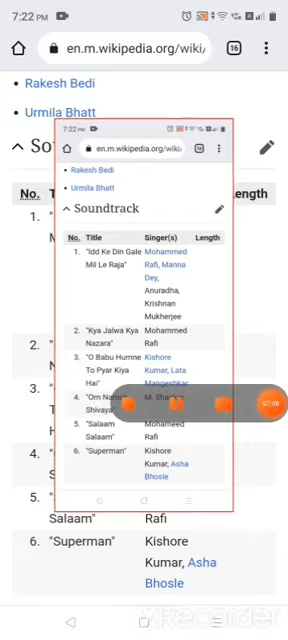 7:22 PM
en.m.wikipedia.org/wiki/
16
Rakesh Bedi
Urmila Bhatt
So
No.
ength
1.
2.
3.
4.
5.
Salaam"
Rafi
6.
"Superman"
Kishore
Kumar, Asha
Bhosle
7:22 PM
en.m.wikipedia.org/wiki
16
Rakesh Bedi
Urmila Bhatt
Soundtrack
No. Title Singer(s) Length
1. "Idd Ke Din Gale Mohammed
Mil Le Raja" Rafi, Manna
Dey,
Anuradha,
Krishnan
Mukherjee
2. "Kya Jalwa Kya Mohammed
Nazara" Rafi
3. "O Babu Humne Kishore
To Pyar Kiya Kumar, Lata
Hai" Mangeshkar
4. "Om Namah M.
Shivaya"
5. "Salaam Mohameed
Salaam" Rafi
6. "Superman" Kishore
Kumar, Asha
Bhosle
07:08
XRecorder